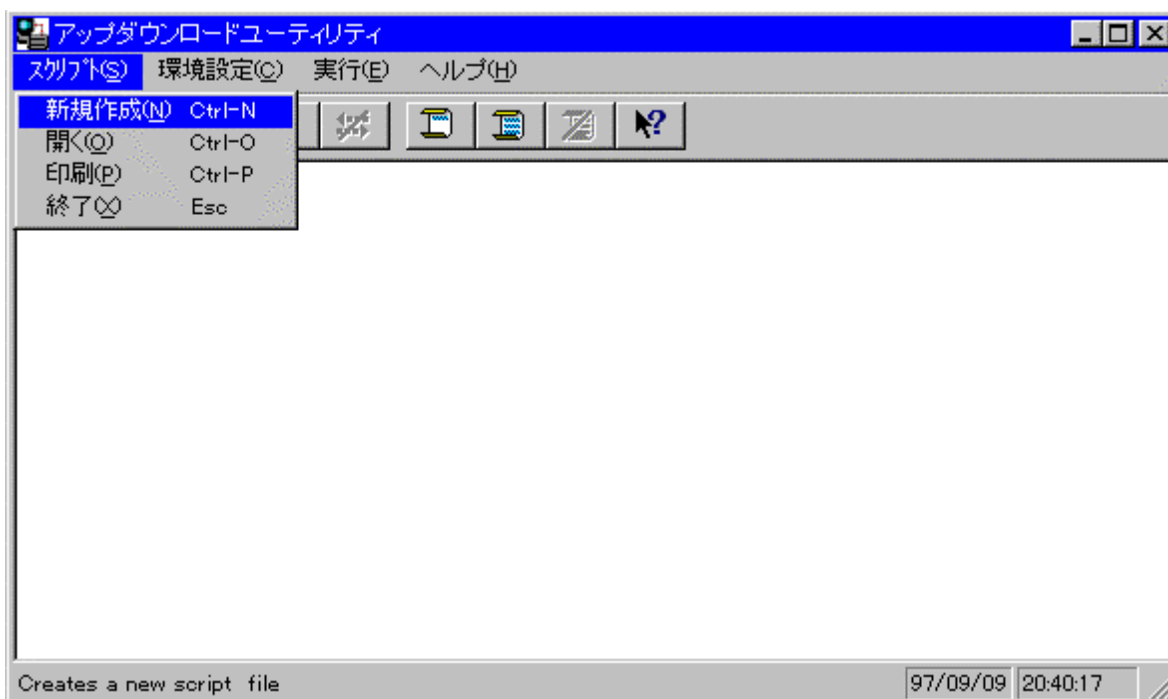 アップダウンロードユーティリティ
スクリプト(S) 環境設定(C) 実行(E) ヘルプ(H)
新規作成(N) Ctrl-N
開く(O) Ctrl-O
印刷(P) Ctrl-P
終了(X) Esc
Creates a new script file 97/09/09 20:40:17